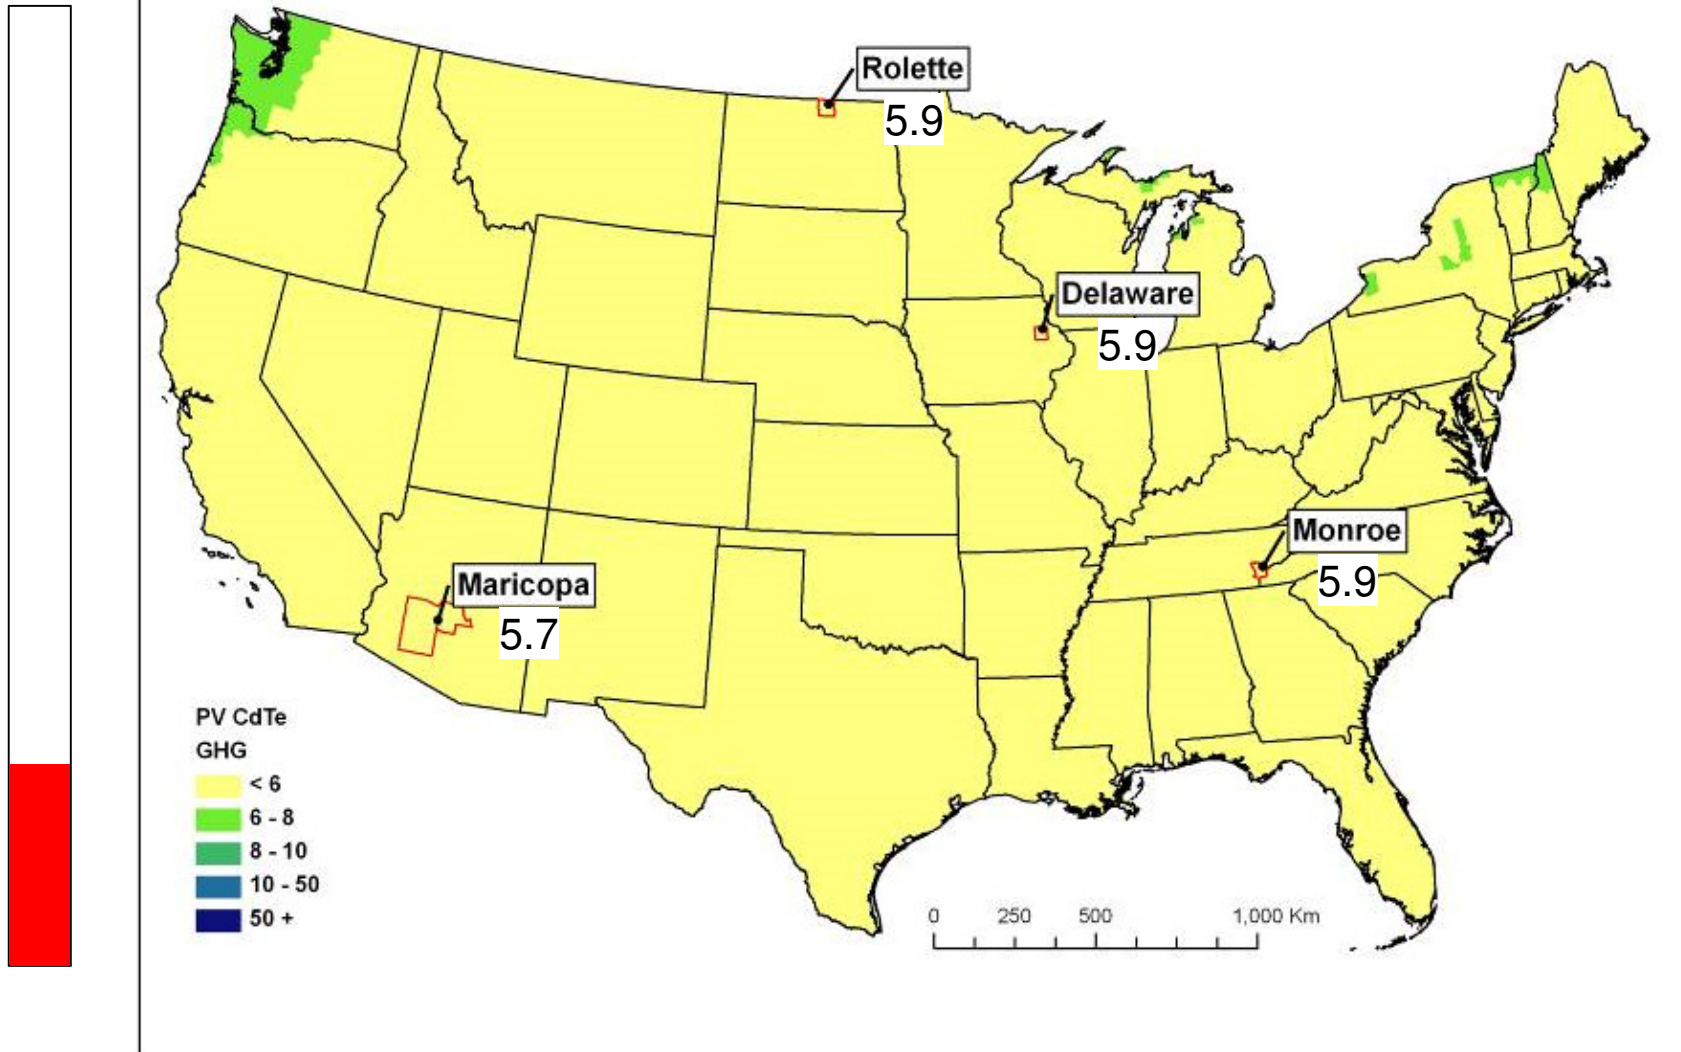 Rolette
5.9
Delaware
5.9
Monroe
5.9
Maricopa
5.7
PV CdTe
GHG
< 6
6 - 8
8 - 10
10 - 50
50 +
0 250 500 1,000 Km